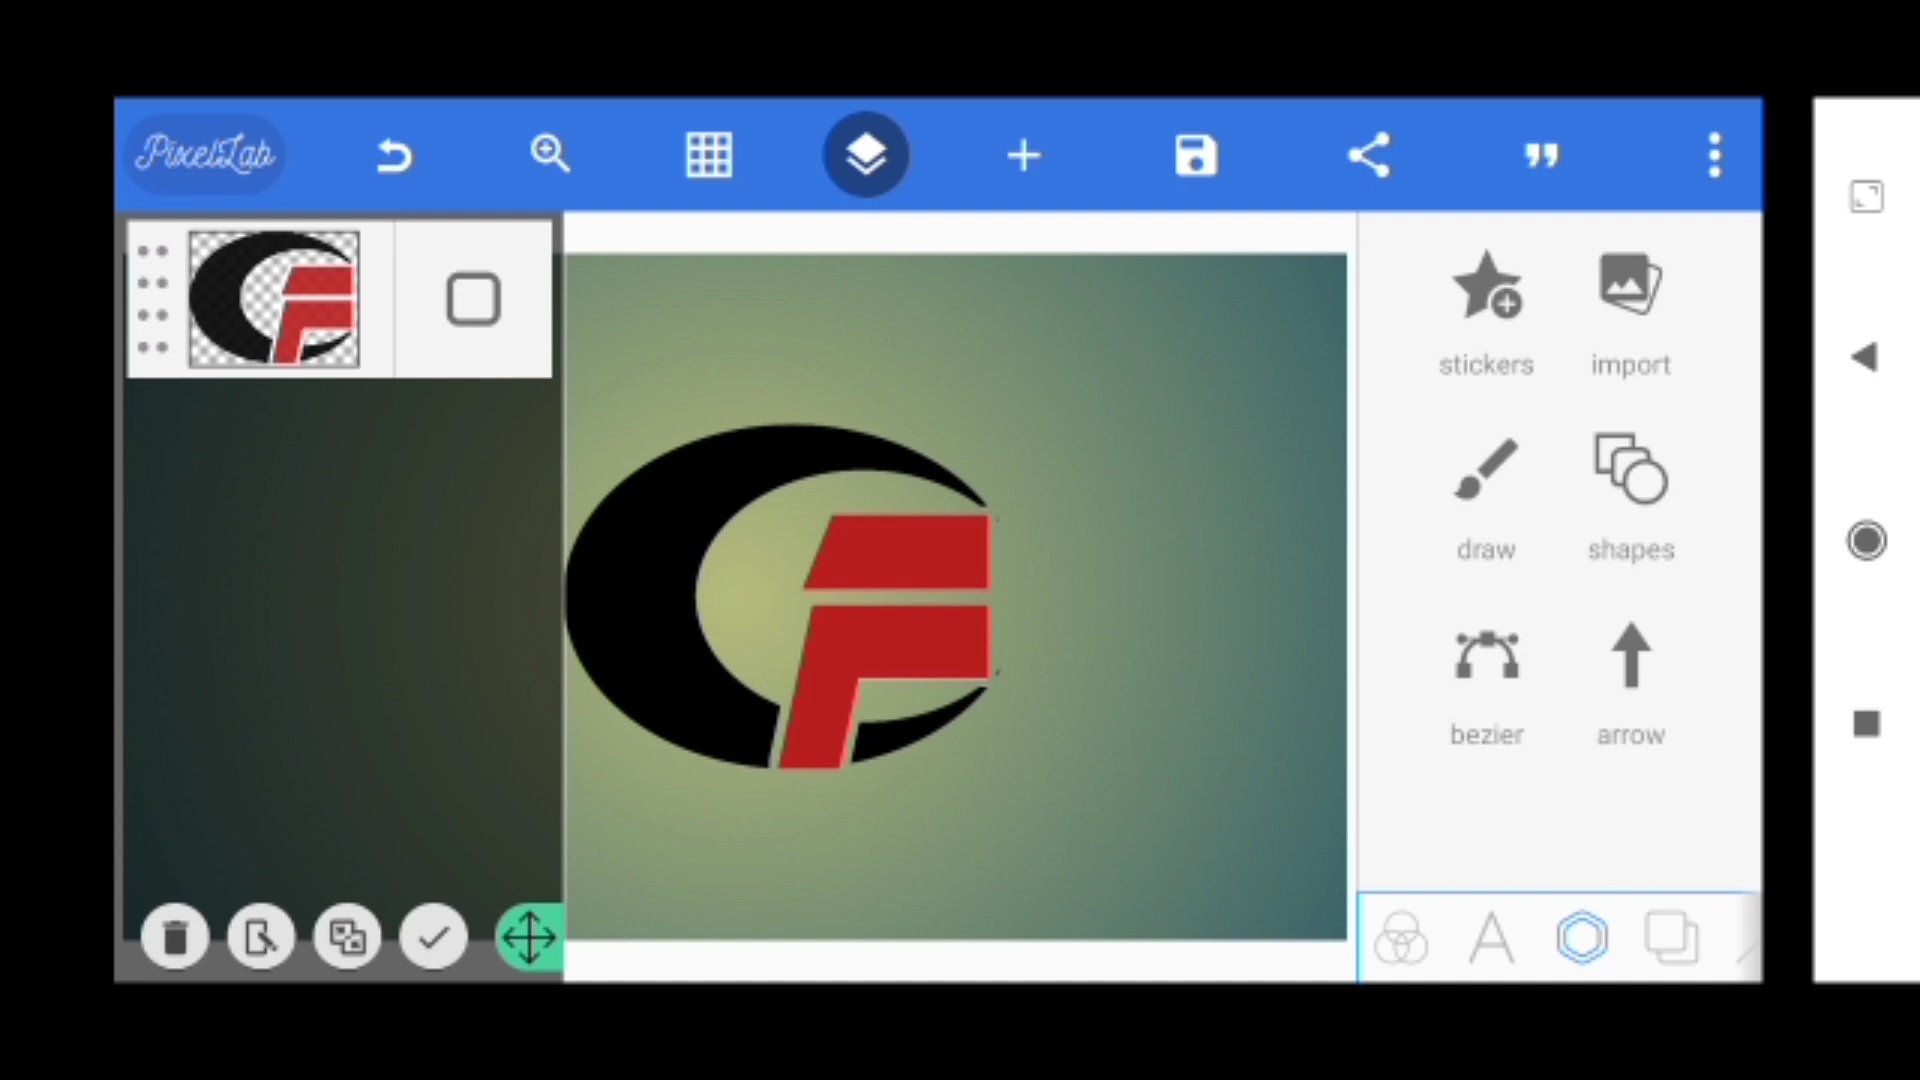 PixelLab
stickers
import
draw
shapes
bezier
arrow